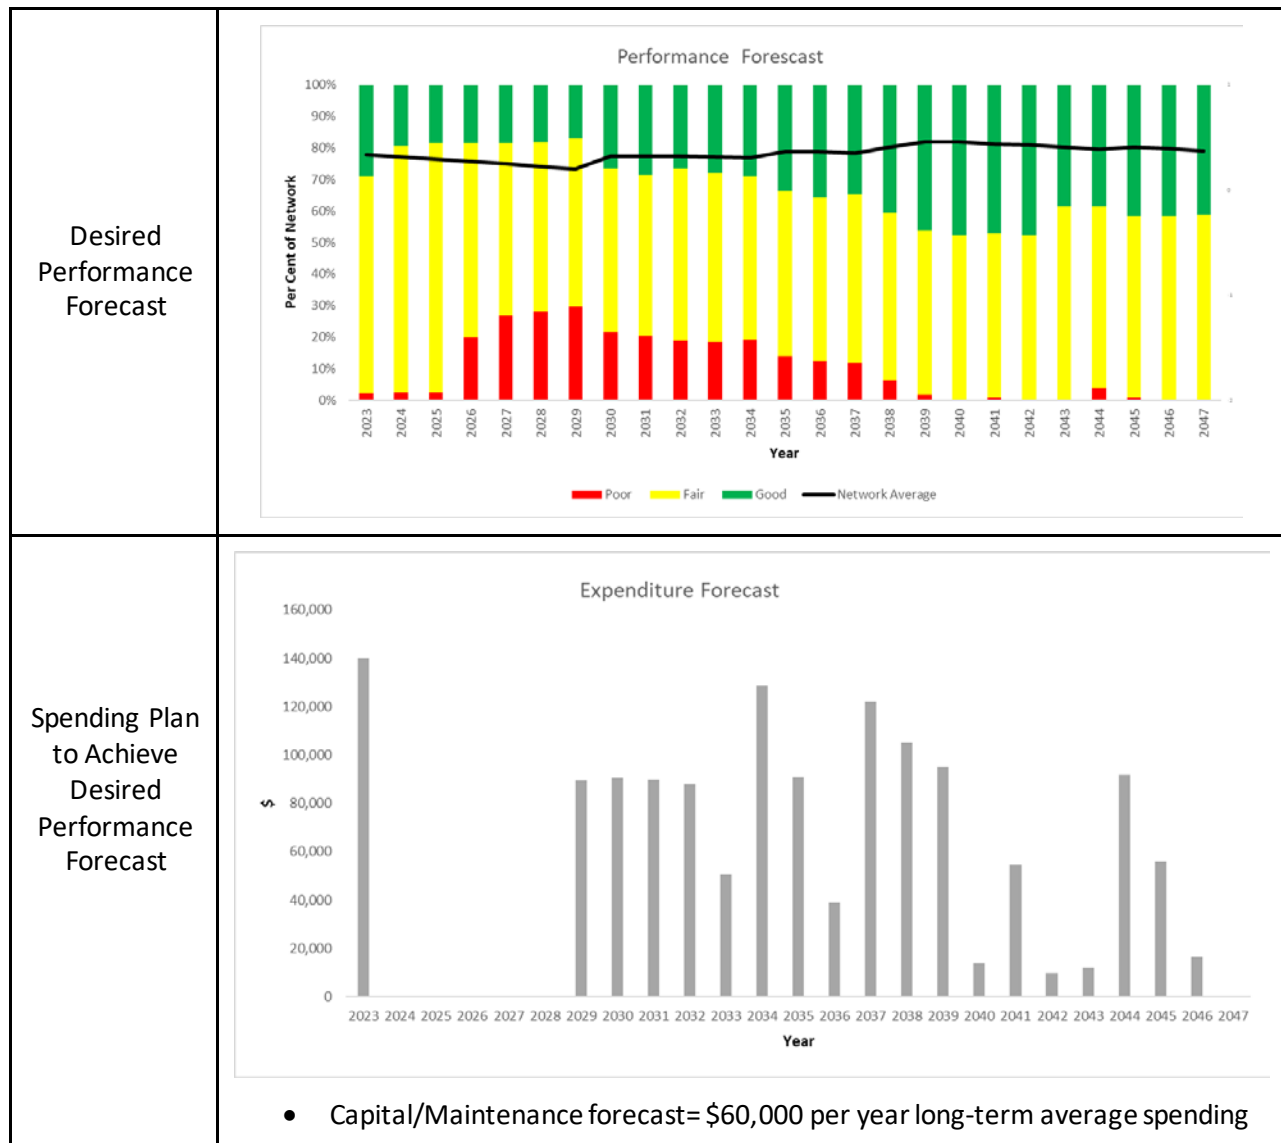 Desired
Performance
Forecast
Performance Forescast
Per Cent of Network
100%
90%
80%
70%
60%
50%
40%
30%
20%
10%
0%
2023 2024 2025 2026 2027 2028 2029 2030 2031 2032 2033 2034 2035 2036 2037 2038 2039 2040 2041 2042 2043 2044 2045 2046 2047
Year
Poor Fair Good Network Average
Spending Plan
to Achieve
Desired
Performance
Forecast
Expenditure Forecast
$
160,000
140,000
120,000
100,000
80,000
60,000
40,000
20,000
0
2023 2024 2025 2026 2027 2028 2029 2030 2031 2032 2033 2034 2035 2036 2037 2038 2039 2040 2041 2042 2043 2044 2045 2046 2047
Year
• Capital/Maintenance forecast= $60,000 per year long-term average spending